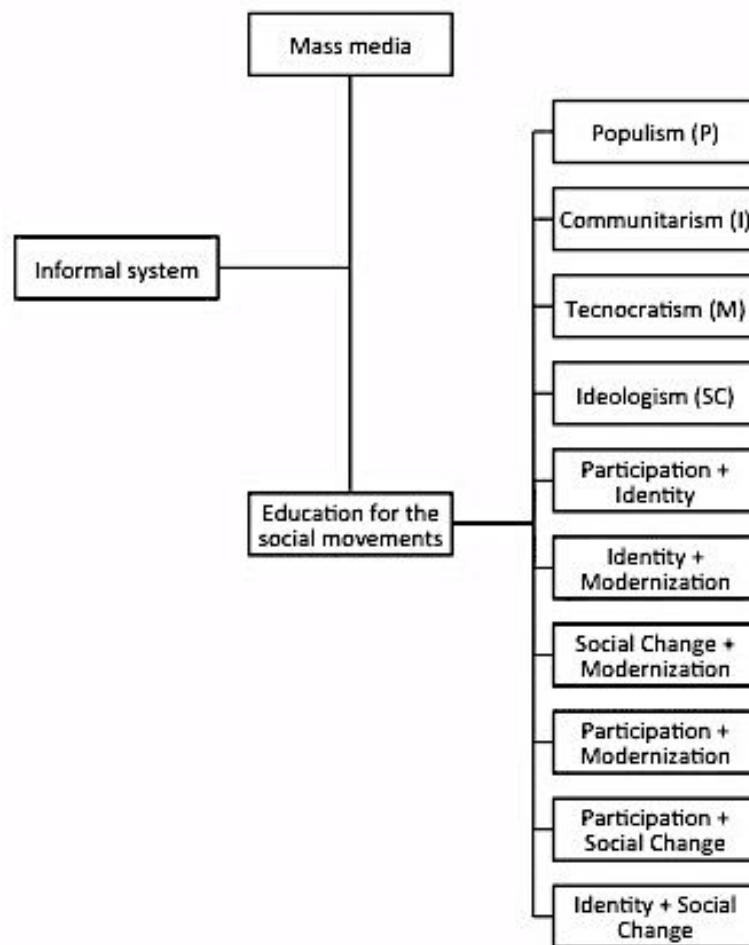 Mass media
Populism (P)
Communitarism (I)
Informal system
Tecnocratism (M)
Ideologism (SC)
Participation +
Identity
Education for the
social movements
Identity +
Modernization
Social Change +
Modernization
Participation +
Modernization
Participation +
Social Change
Identity + Social
Change